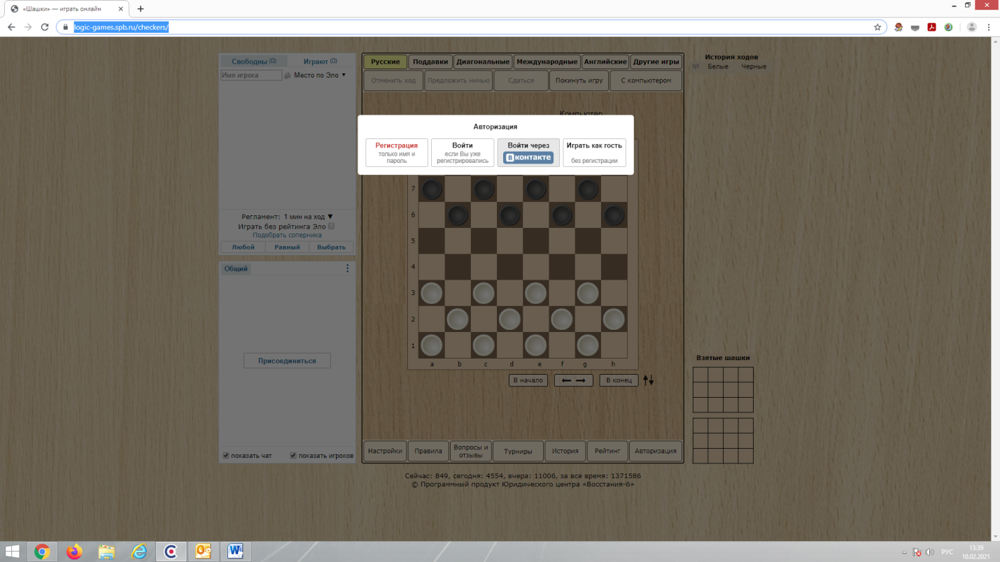 «Шашки» — играть онлайн
logic-games.spb.ru/checkers/
Свободны (0) Играют (0)
Имя игрока Место по Эло ▼
Русские Поддавки Диагональные Международные Английские Другие игры
Отменить ход Предложить ничью Сдаться Покинуть игру С компьютером
История ходов
№ Белые Черные
Компьютер
Авторизация
Регистрация
только имя и
пароль
Войти
если Вы уже
регистрировались
Войти через
В контакте
Играть как гость
без регистрации
7
6
5
4
3
2
1
a b c d e f g h
Регламент: 1 мин на ход ▼
Играть без рейтинга Эло
Подобрать соперника
Любой Равный Выбрать
Общий
Присоединиться
показать чат показать игроков
В начало В конец
Взятые шашки
Настройки Правила Вопросы и
отзывы Турниры История Рейтинг Авторизация
Сейчас: 849, сегодня: 4554, вчера: 11006, за все время: 1371586
© Программный продукт Юридического центра «Восстания-6»
РУС
13:39
10.02.2021